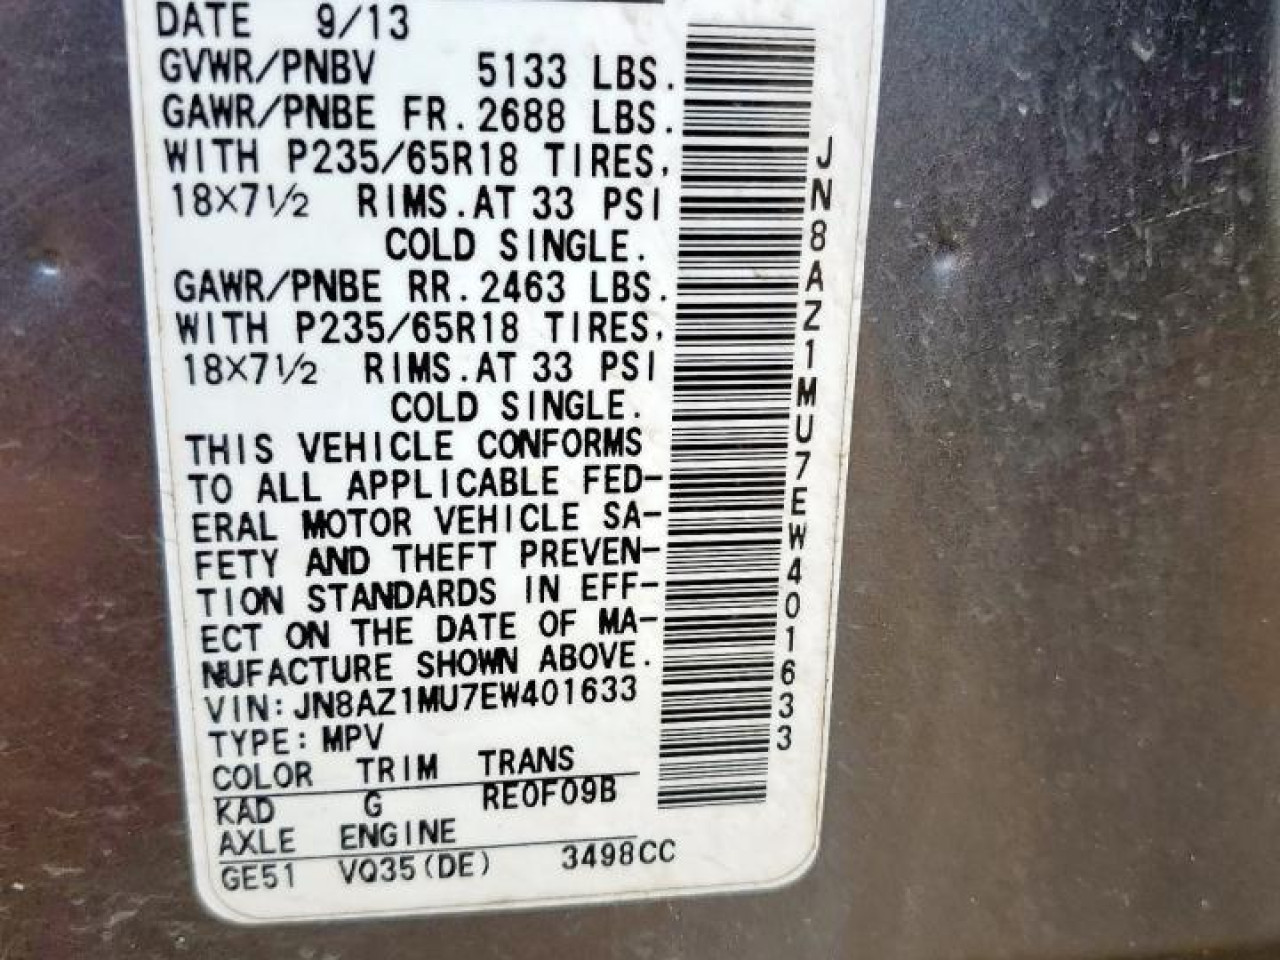 DATE 9/13
GVWR/PNBV 5133 LBS.
GAWR/PNBE FR. 2688 LBS.
WITH P235/65R18 TIRES,
18×7½ RIMS. AT 33 PSI
COLD SINGLE.
GAWR/PNBE RR. 2463 LBS.
WITH P235/65R18 TIRES,
18×7½ RIMS. AT 33 PSI
COLD SINGLE.
THIS VEHICLE CONFORMS
TO ALL APPLICABLE FED-
ERAL MOTOR VEHICLE SA-
FETY AND THEFT PREVEN-
TION STANDARDS IN EFF-
ECT ON THE DATE OF MA-
NUFACTURE SHOWN ABOVE.
VIN: JN8AZ1MU7EW401633
TYPE: MPV
COLOR TRIM TRANS
KAD G RE0F09B
AXLE ENGINE
GE51 VQ35(DE) 3498CC
JN8AZ1MU7EW401633